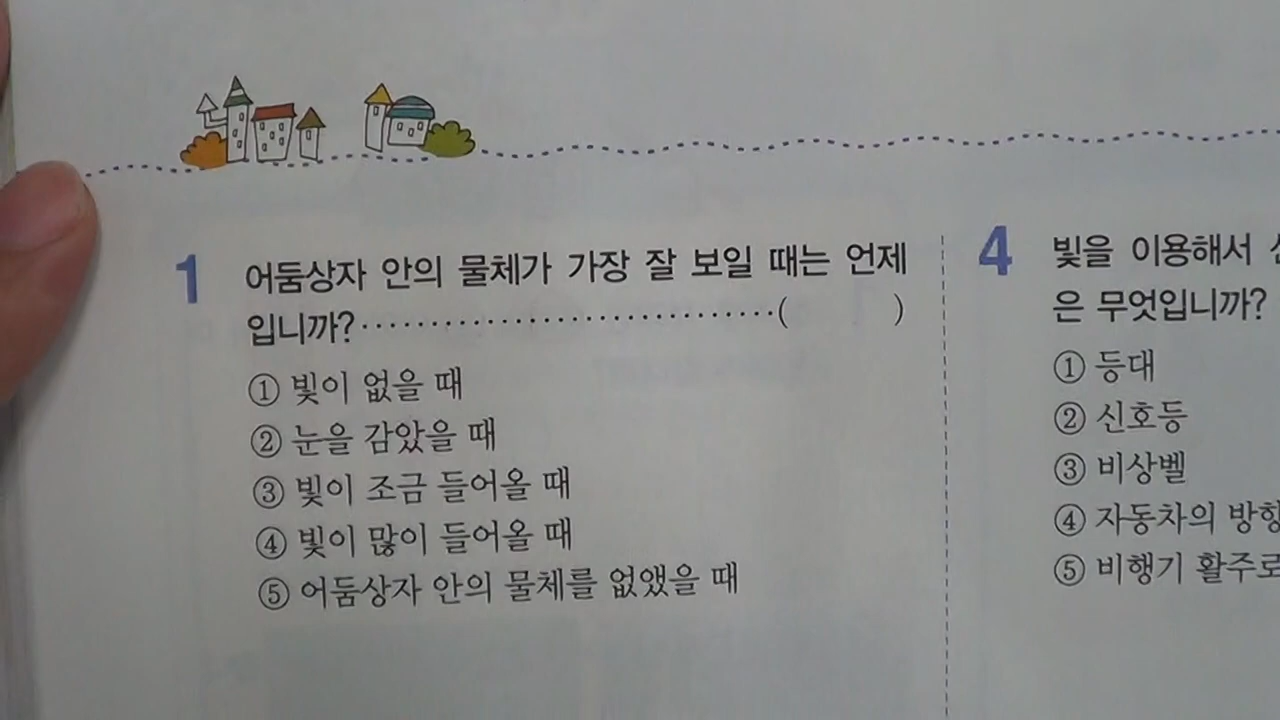 1 어둠상자 안의 물체가 가장 잘 보일 때는 언제
입니까?·····························( )
① 빛이 없을 때
② 눈을 감았을 때
③ 빛이 조금 들어올 때
④ 빛이 많이 들어올 때
⑤ 어둠상자 안의 물체를 없앴을 때
4 빛을 이용해서
은 무엇입니까?
① 등대
② 신호등
③ 비상벨
④ 자동차의
⑤ 비행기 활주로